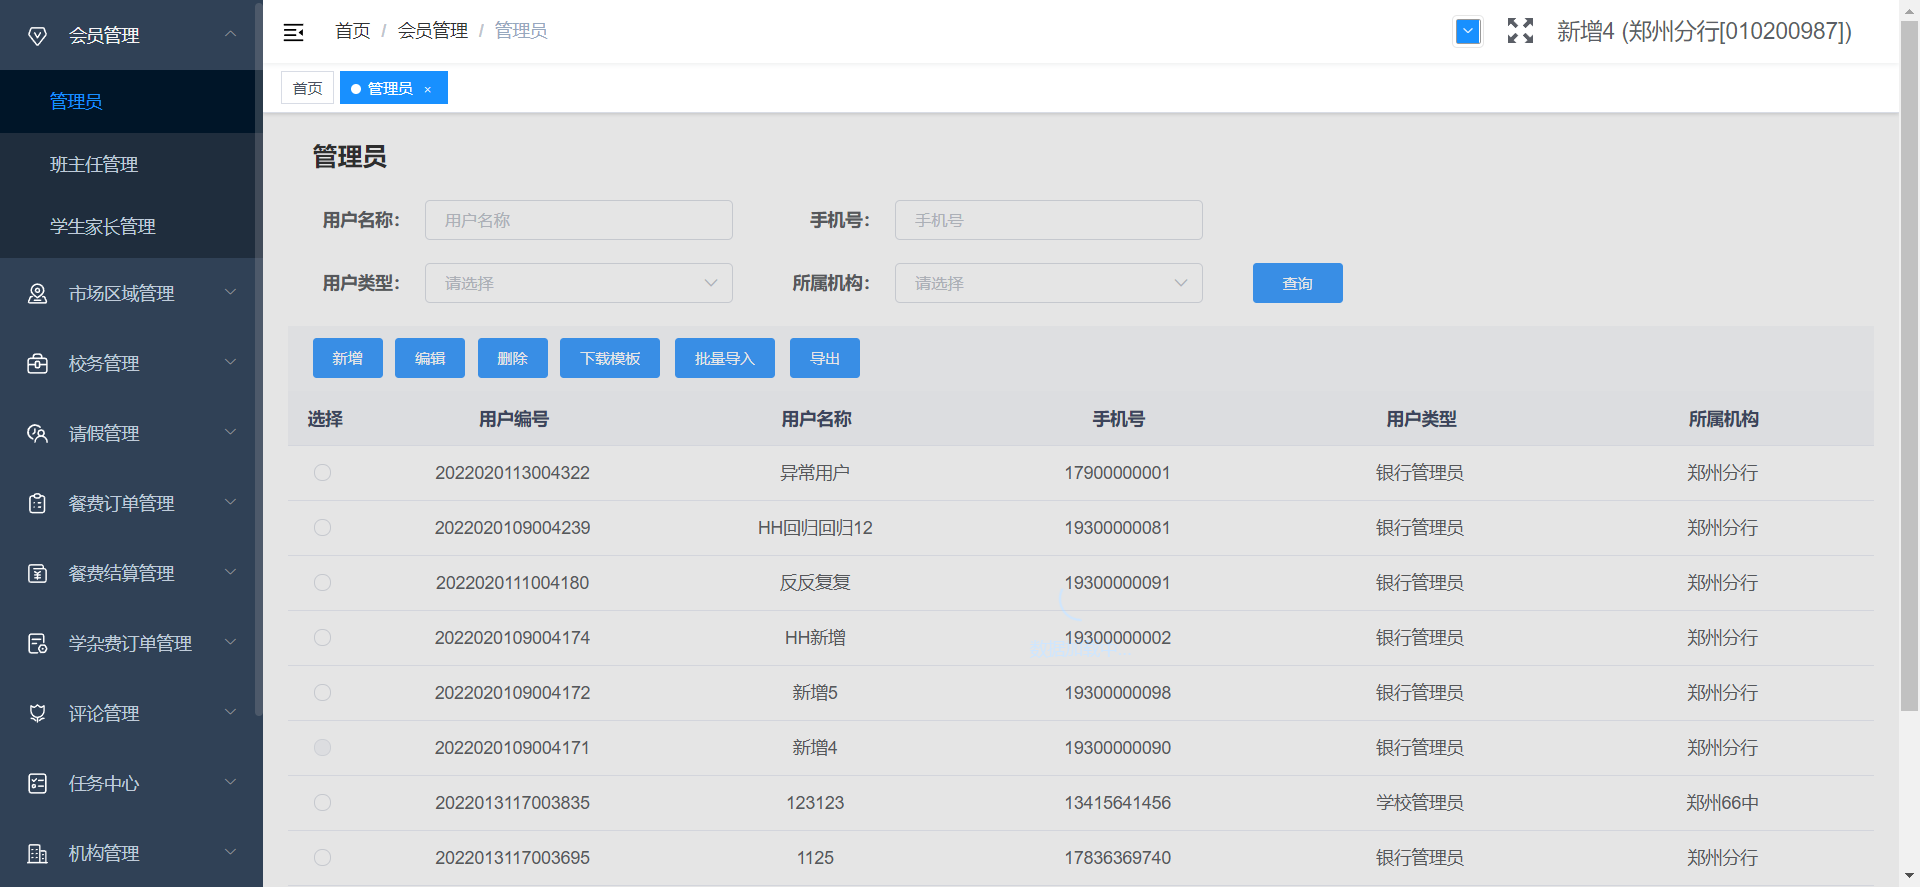 会员管理
管理员
班主任管理
学生家长管理
市场区域管理
校务管理
请假管理
餐费订单管理
餐费结算管理
学杂费订单管理
评论管理
任务中心
机构管理
首页 / 会员管理 / 管理员
新增4 (郑州分行[010200987])
首页 管理员 ×
管理员
用户名称: 用户名称 手机号: 手机号
用户类型: 请选择 所属机构: 请选择 查询
新增 编辑 删除 下载模板 批量导入 导出
选择 用户编号 用户名称 手机号 用户类型 所属机构
2022020113004322 异常用户 17900000001 银行管理员 郑州分行
2022020109004239 HH回归回归12 19300000081 银行管理员 郑州分行
2022020111004180 反反复复 19300000091 银行管理员 郑州分行
2022020109004174 HH新增 19300000002 银行管理员 郑州分行
2022020109004172 新增5 19300000098 银行管理员 郑州分行
2022020109004171 新增4 19300000090 银行管理员 郑州分行
2022013117003835 123123 13415641456 学校管理员 郑州66中
2022013117003695 1125 17836369740 银行管理员 郑州分行